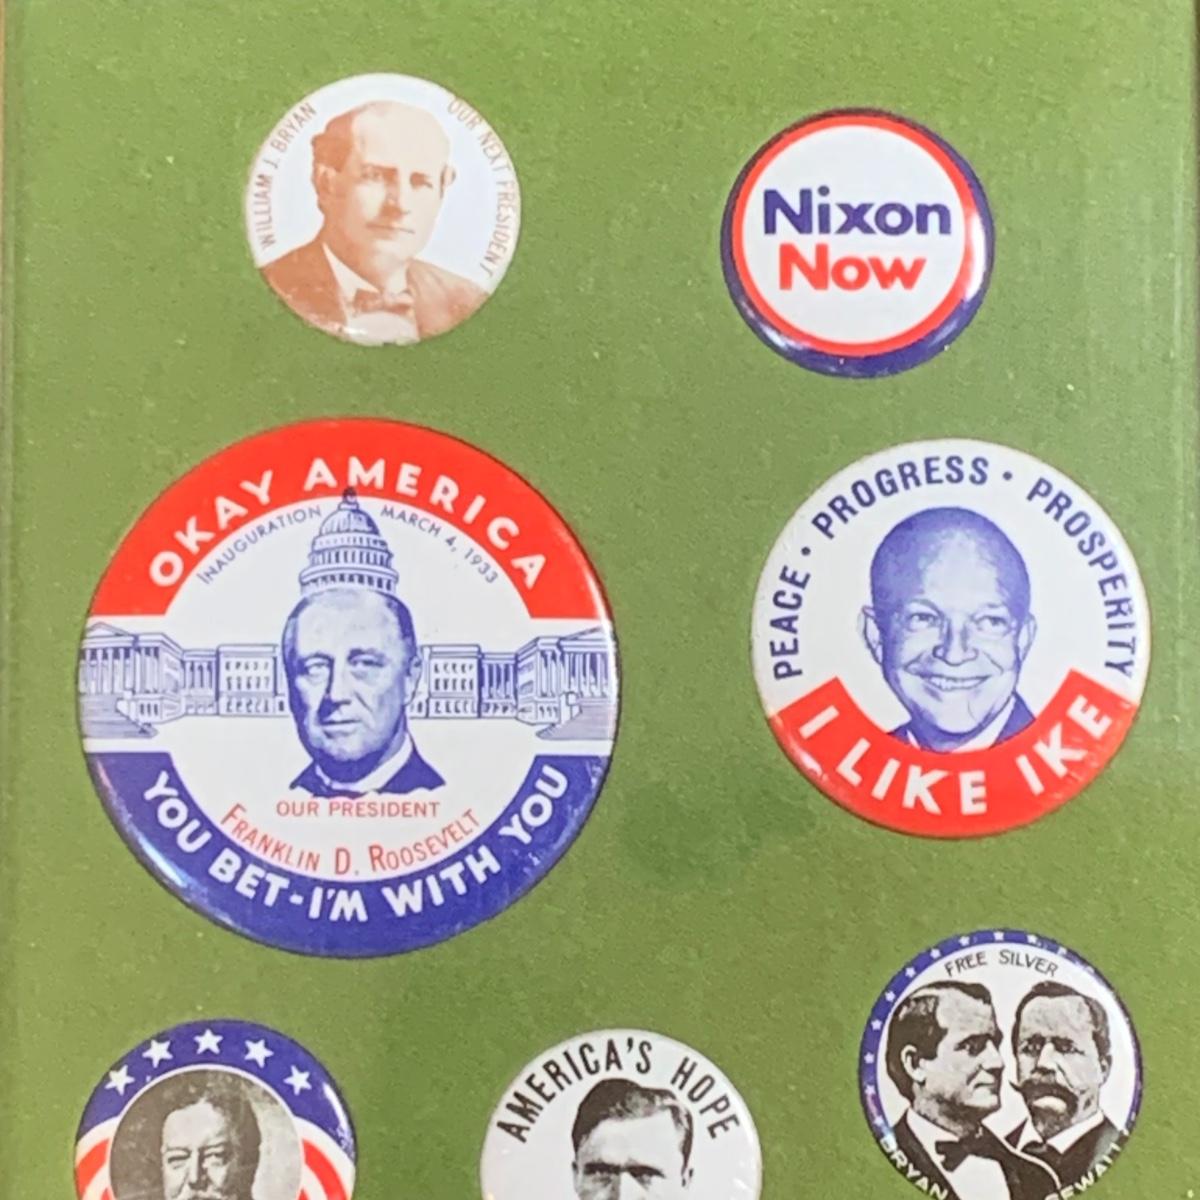 WILLIAM J. BRYAN
OUR NEXT PRESIDENT
Nixon
Now
OKAY AMERICA
INAUGURATION MARCH 4, 1933
OUR PRESIDENT
FRANKLIN D. ROOSEVELT
YOU BET-I'M WITH YOU
PEACE · PROGRESS · PROSPERITY
I LIKE IKE
FREE SILVER
BRYAN
AMERICA'S HOPE